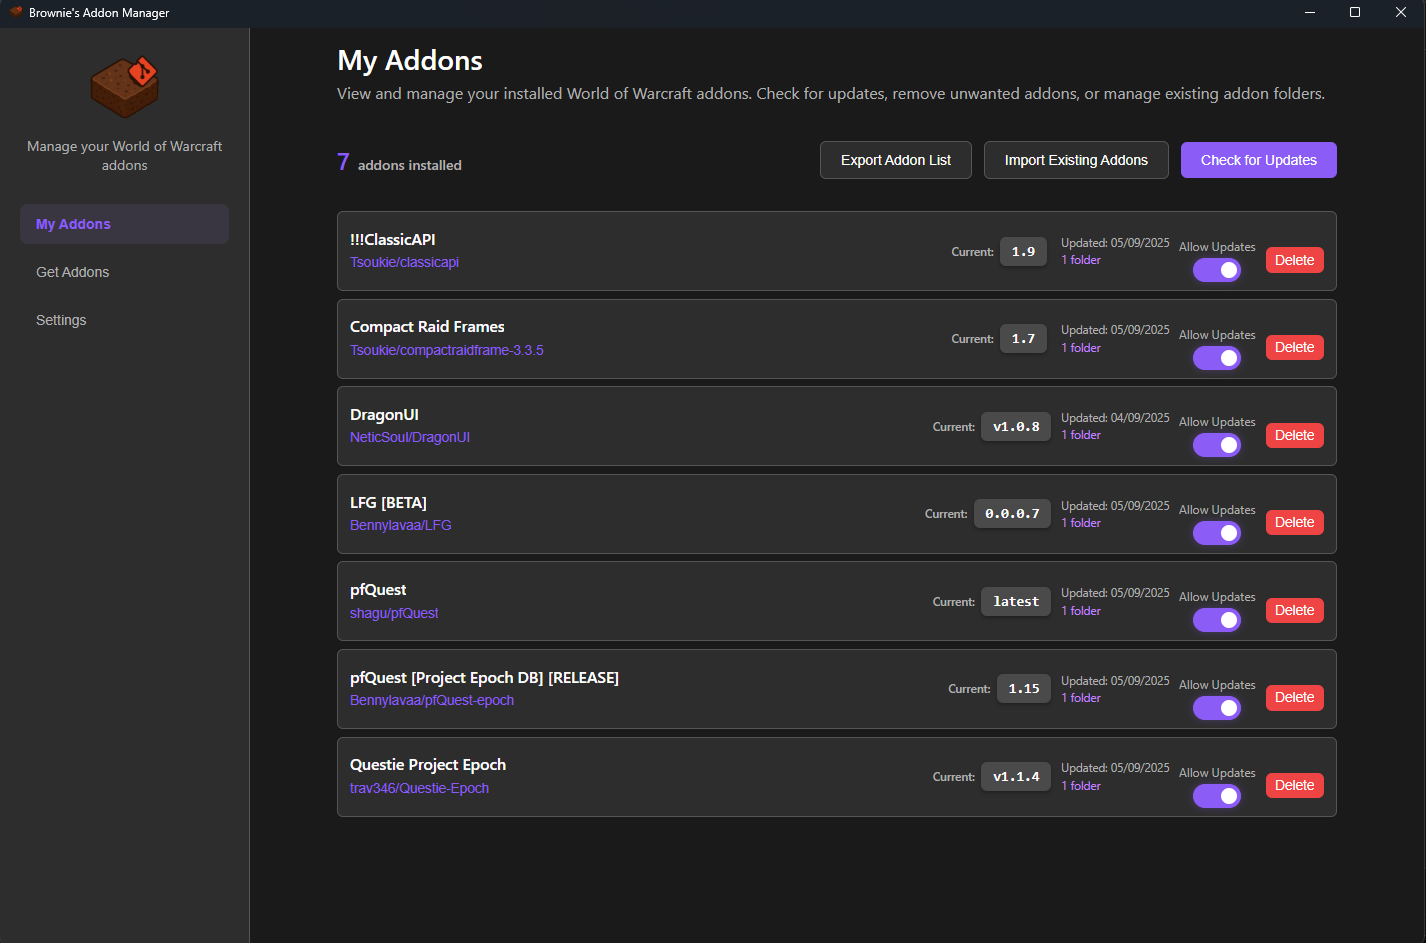 Brownie's Addon Manager
Manage your World of Warcraft
addons
My Addons
Get Addons
Settings
My Addons
View and manage your installed World of Warcraft addons. Check for updates, remove unwanted addons, or manage existing addon folders.
7 addons installed
Export Addon List
Import Existing Addons
Check for Updates
!!!ClassicAPI
Tsoukie/classicapi
Current: 1.9
Updated: 05/09/2025
1 folder
Allow Updates
Delete
Compact Raid Frames
Tsoukie/compactraidframe-3.3.5
Current: 1.7
Updated: 05/09/2025
1 folder
Allow Updates
Delete
DragonUI
NeticSoul/DragonUI
Current: v1.0.8
Updated: 04/09/2025
1 folder
Allow Updates
Delete
LFG [BETA]
Bennylavaa/LFG
Current: 0.0.0.7
Updated: 05/09/2025
1 folder
Allow Updates
Delete
pfQuest
shagu/pfQuest
Current: latest
Updated: 05/09/2025
1 folder
Allow Updates
Delete
pfQuest [Project Epoch DB] [RELEASE]
Bennylavaa/pfQuest-epoch
Current: 1.15
Updated: 05/09/2025
1 folder
Allow Updates
Delete
Questie Project Epoch
trav346/Questie-Epoch
Current: v1.1.4
Updated: 05/09/2025
1 folder
Allow Updates
Delete